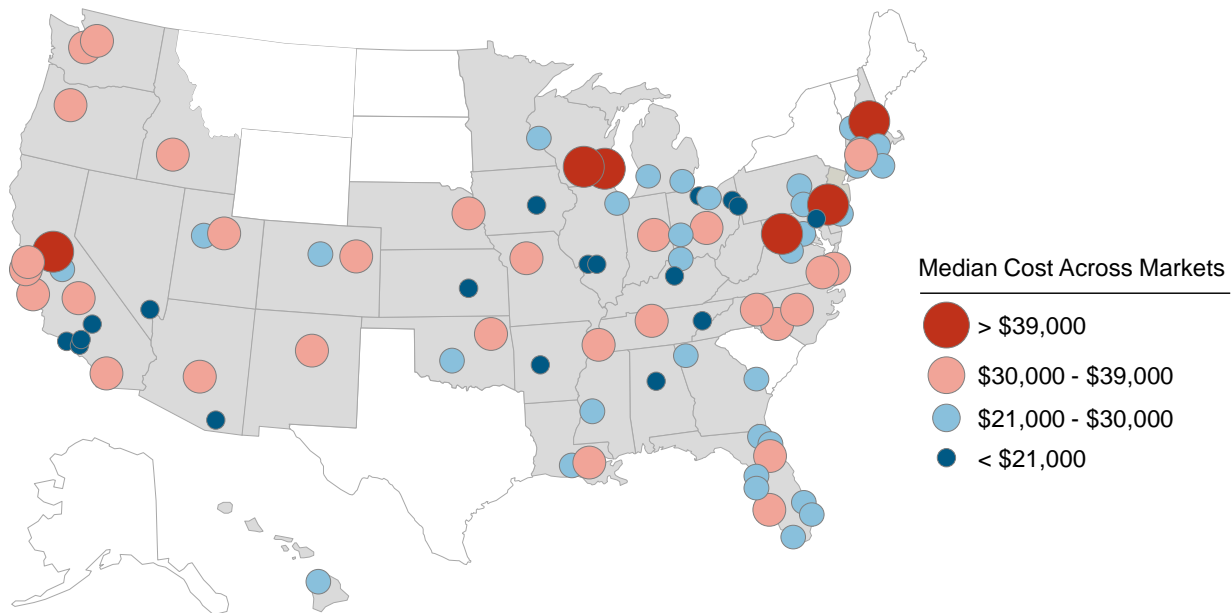 Median Cost Across Markets
> $39,000
$30,000 - $39,000
$21,000 - $30,000
< $21,000